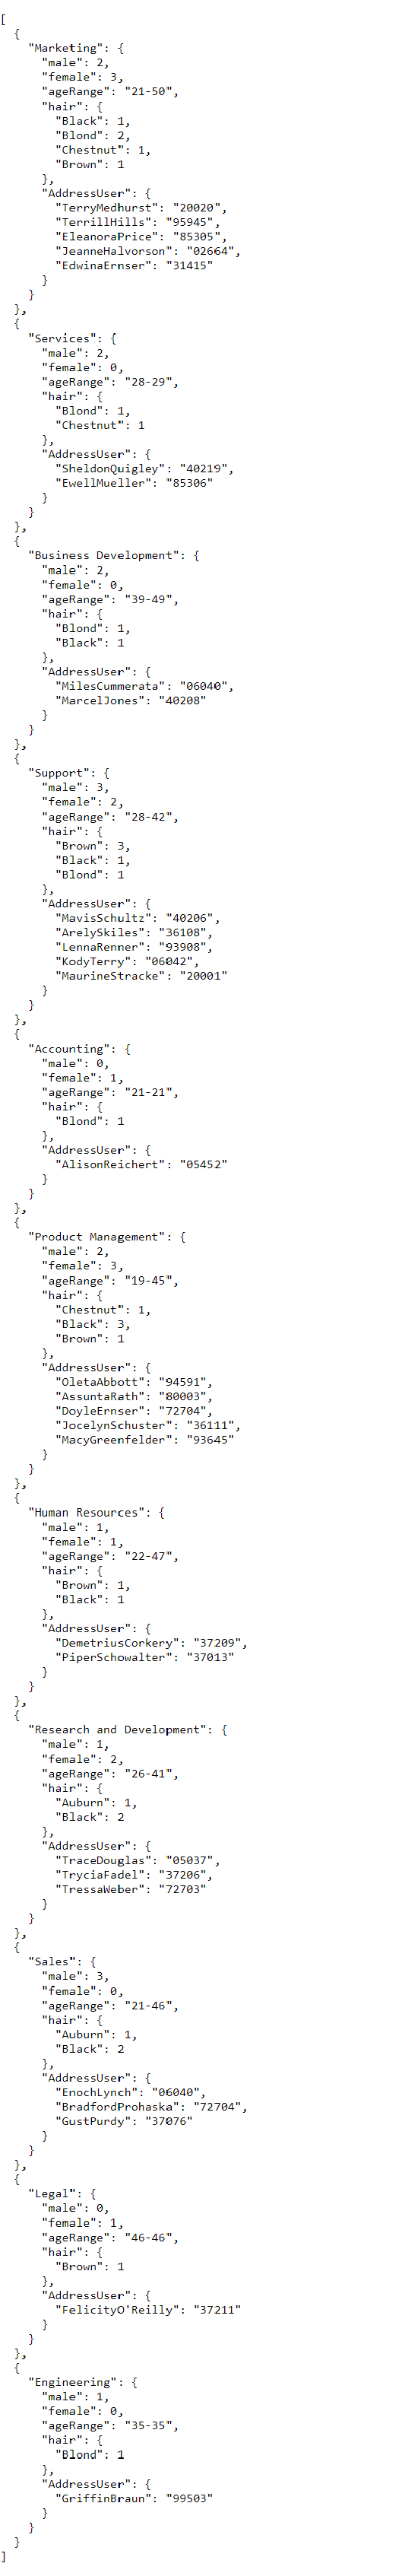 [
  {
    "Marketing": {
      "male": 2,
      "female": 3,
      "ageRange": "21-50",
      "hair": {
        "Black": 1,
        "Blond": 2,
        "Chestnut": 1,
        "Brown": 1
      },
      "AddressUser": {
        "TerryMedhurst": "20020",
        "TerrillHills": "95945",
        "EleanoraPrice": "85305",
        "JeanneHalvorson": "02664",
        "EdwinaErnser": "31415"
      }
    }
  },
  {
    "Services": {
      "male": 2,
      "female": 0,
      "ageRange": "28-29",
      "hair": {
        "Blond": 1,
        "Chestnut": 1
      },
      "AddressUser": {
        "SheldonQuigley": "40219",
        "EwellMueller": "85306"
      }
    }
  },
  {
    "Business Development": {
      "male": 2,
      "female": 0,
      "ageRange": "39-49",
      "hair": {
        "Blond": 1,
        "Black": 1
      },
      "AddressUser": {
        "MilesCummerata": "06040",
        "MarcelJones": "40208"
      }
    }
  },
  {
    "Support": {
      "male": 3,
      "female": 2,
      "ageRange": "28-42",
      "hair": {
        "Brown": 3,
        "Black": 1,
        "Blond": 1
      },
      "AddressUser": {
        "MavisSchultz": "40206",
        "ArelySkiles": "36108",
        "LennaRenner": "93908",
        "KodyTerry": "06042",
        "MaurineStracke": "20001"
      }
    }
  },
  {
    "Accounting": {
      "male": 0,
      "female": 1,
      "ageRange": "21-21",
      "hair": {
        "Blond": 1
      },
      "AddressUser": {
        "AlisonReichert": "05452"
      }
    }
  },
  {
    "Product Management": {
      "male": 2,
      "female": 3,
      "ageRange": "19-45",
      "hair": {
        "Chestnut": 1,
        "Black": 3,
        "Brown": 1
      },
      "AddressUser": {
        "OletaAbbott": "94591",
        "AssuntaRath": "80003",
        "DoyleErnser": "72704",
        "JocelynSchuster": "36111",
        "MacyGreenfelder": "93645"
      }
    }
  },
  {
    "Human Resources": {
      "male": 1,
      "female": 1,
      "ageRange": "22-47",
      "hair": {
        "Brown": 1,
        "Black": 1
      },
      "AddressUser": {
        "DemetriusCorkery": "37209",
        "PiperSchowalter": "37013"
      }
    }
  },
  {
    "Research and Development": {
      "male": 1,
      "female": 2,
      "ageRange": "26-41",
      "hair": {
        "Auburn": 1,
        "Black": 2
      },
      "AddressUser": {
        "TraceDouglas": "05037",
        "TryciaFadel": "37206",
        "TressaWeber": "72703"
      }
    }
  },
  {
    "Sales": {
      "male": 3,
      "female": 0,
      "ageRange": "21-46",
      "hair": {
        "Auburn": 1,
        "Black": 2
      },
      "AddressUser": {
        "EnochLynch": "06040",
        "BradfordProhaska": "72704",
        "GustPurdy": "37076"
      }
    }
  },
  {
    "Legal": {
      "male": 0,
      "female": 1,
      "ageRange": "46-46",
      "hair": {
        "Brown": 1
      },
      "AddressUser": {
        "FelicityO'Reilly": "37211"
      }
    }
  },
  {
    "Engineering": {
      "male": 1,
      "female": 0,
      "ageRange": "35-35",
      "hair": {
        "Blond": 1
      },
      "AddressUser": {
        "GriffinBraun": "99503"
      }
    }
  }
]